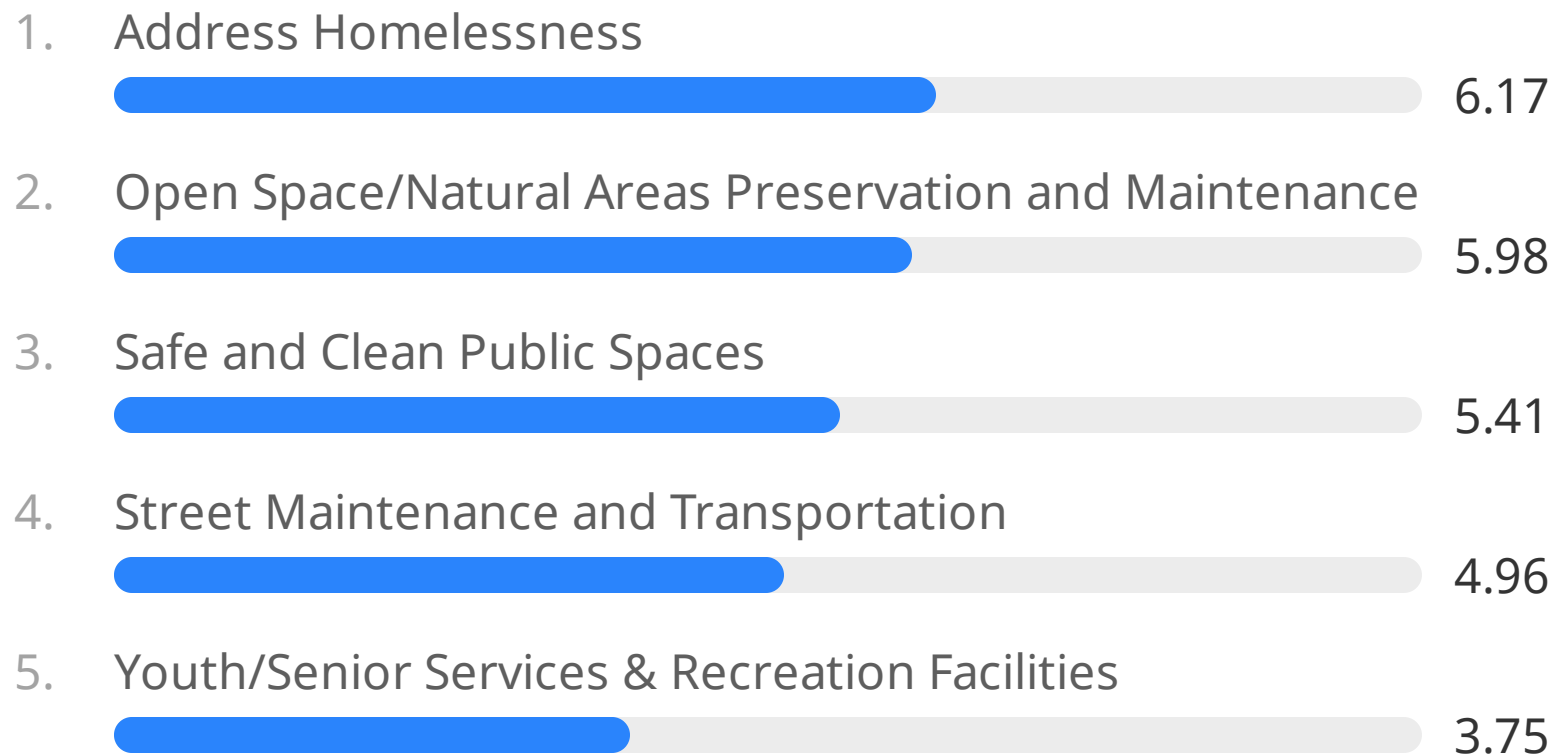 1. Address Homelessness
6.17
2. Open Space/Natural Areas Preservation and Maintenance
5.98
3. Safe and Clean Public Spaces
5.41
4. Street Maintenance and Transportation
4.96
5. Youth/Senior Services & Recreation Facilities
3.75